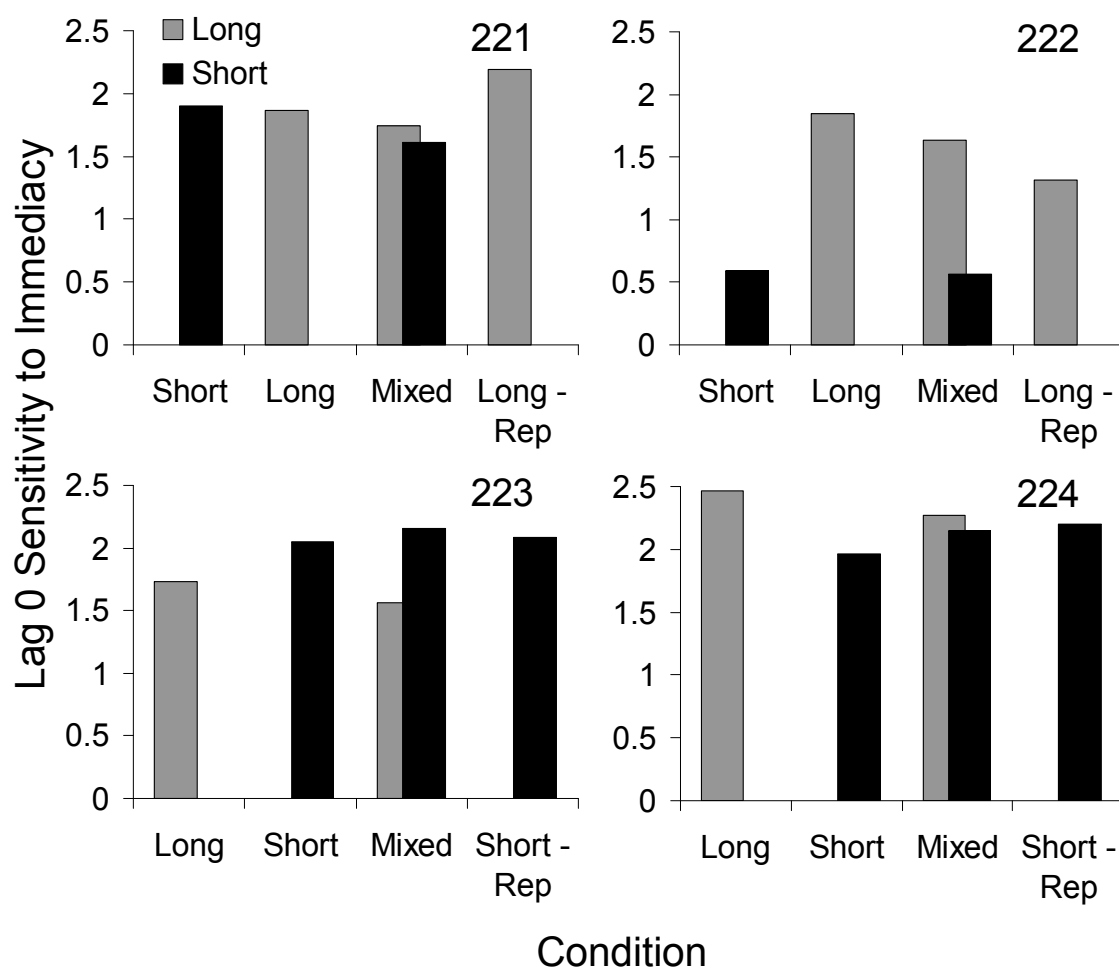 Lag 0 Sensitivity to Immediacy
Long
Short
221
2.5
2
1.5
1
0.5
0
Short Long Mixed Long -
Rep
222
2.5
2
1.5
1
0.5
0
Short Long Mixed Long -
Rep
223
2.5
2
1.5
1
0.5
0
Long Short Mixed Short -
Rep
224
2.5
2
1.5
1
0.5
0
Long Short Mixed Short -
Rep
Condition